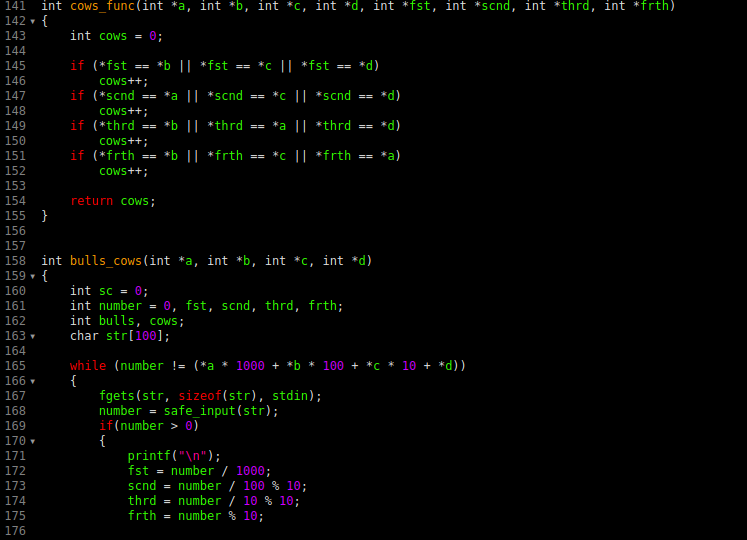 141 int cows_func(int *a, int *b, int *c, int *d, int *fst, int *scnd, int *thrd, int *frth)
142 {
143     int cows = 0;
144
145     if (*fst == *b || *fst == *c || *fst == *d)
146         cows++;
147     if (*scnd == *a || *scnd == *c || *scnd == *d)
148         cows++;
149     if (*thrd == *b || *thrd == *a || *thrd == *d)
150         cows++;
151     if (*frth == *b || *frth == *c || *frth == *a)
152         cows++;
153
154     return cows;
155 }
156
157
158 int bulls_cows(int *a, int *b, int *c, int *d)
159 {
160     int sc = 0;
161     int number = 0, fst, scnd, thrd, frth;
162     int bulls, cows;
163     char str[100];
164
165     while (number != (*a * 1000 + *b * 100 + *c * 10 + *d))
166     {
167         fgets(str, sizeof(str), stdin);
168         number = safe_input(str);
169         if(number > 0)
170         {
171             printf("\n");
172             fst = number / 1000;
173             scnd = number / 100 % 10;
174             thrd = number / 10 % 10;
175             frth = number % 10;
176